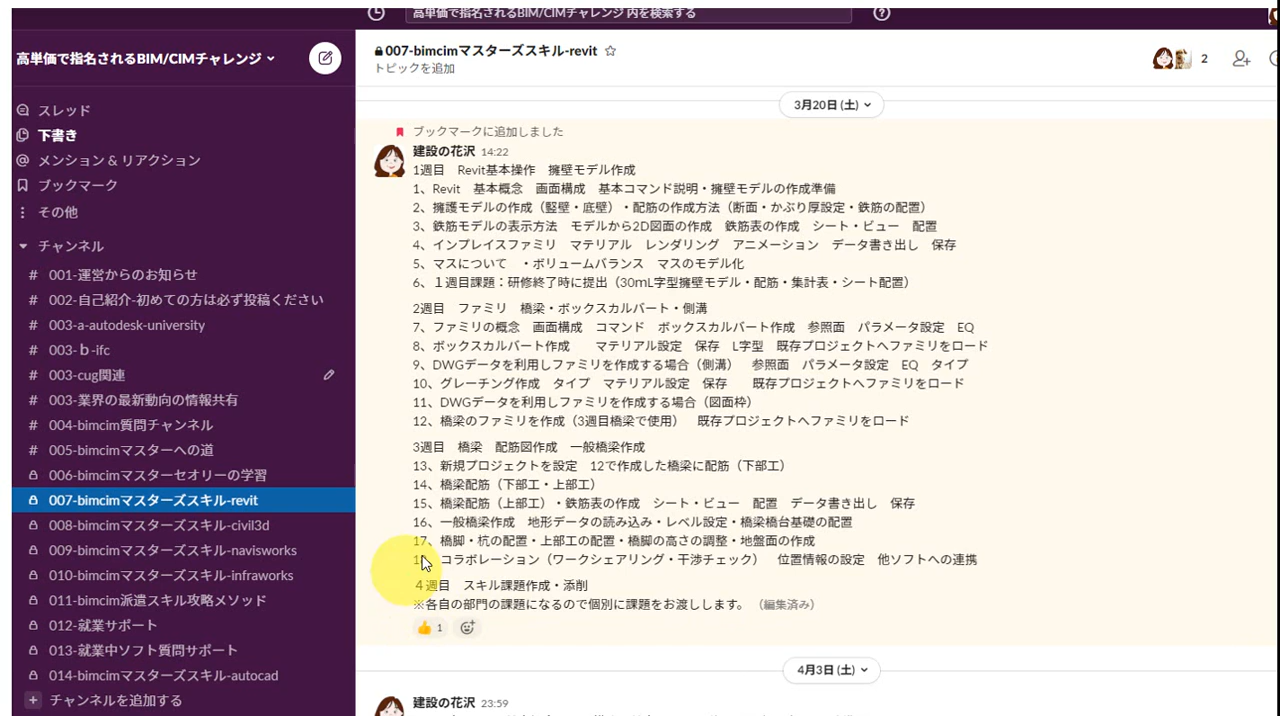 高単価で指名されるBIM/CIMチャレンジ 内を検索する
高単価で指名されるBIM/CIMチャレンジ
スレッド
下書き
@ メンション & リアクション
ブックマーク
その他
チャンネル
# 001-運営からのお知らせ
# 002-自己紹介-初めての方は必ず投稿ください
# 003-a-autodesk-university
# 003-ｂ-ifc
# 003-cug関連
# 003-業界の最新動向の情報共有
# 004-bimcim質問チャンネル
# 005-bimcimマスターへの道
006-bimcimマスターセオリーの学習
007-bimcimマスターズスキル-revit
008-bimcimマスターズスキル-civil3d
009-bimcimマスターズスキル-navisworks
010-bimcimマスターズスキル-infraworks
011-bimcim派遣スキル攻略メソッド
012-就業サポート
013-就業中ソフト質問サポート
014-bimcimマスターズスキル-autocad
+ チャンネルを追加する
007-bimcimマスターズスキル-revit ☆
トピックを追加
2
3月20日 (土)
ブックマークに追加しました
建設の花沢 14:22
1週目　Revit基本操作　擁壁モデル作成
1、Revit　基本概念　画面構成　基本コマンド説明・擁壁モデルの作成準備
2、擁護モデルの作成（竪壁・底壁）・配筋の作成方法（断面・かぶり厚設定・鉄筋の配置）
3、鉄筋モデルの表示方法　モデルから2D図面の作成　鉄筋表の作成　シート・ビュー　配置
4、インプレイスファミリ　マテリアル　レンダリング　アニメーション　データ書き出し　保存
5、マスについて　・ボリュームバランス　マスのモデル化
6、１週目課題：研修終了時に提出（30mL字型擁壁モデル・配筋・集計表・シート配置）
2週目　ファミリ　橋梁・ボックスカルバート・側溝
7、ファミリの概念　画面構成　コマンド　ボックスカルバート作成　参照面　パラメータ設定　EQ
8、ボックスカルバート作成　　マテリアル設定　保存　L字型　既存プロジェクトへファミリをロード
9、DWGデータを利用しファミリを作成する場合（側溝）　参照面　パラメータ設定　EQ　タイプ
10、グレーチング作成　タイプ　マテリアル設定　保存　　既存プロジェクトへファミリをロード
11、DWGデータを利用しファミリを作成する場合（図面枠）
12、橋梁のファミリを作成（3週目橋梁で使用）　既存プロジェクトへファミリをロード
3週目　橋梁　配筋図作成　一般橋梁作成
13、新規プロジェクトを設定　12で作成した橋梁に配筋（下部工）
14、橋梁配筋（下部工・上部工）
15、橋梁配筋（上部工）・鉄筋表の作成　シート・ビュー　配置　データ書き出し　保存
16、一般橋梁作成　地形データの読み込み・レベル設定・橋梁橋台基礎の配置
17、橋脚・杭の配置・上部工の配置・橋脚の高さの調整・地盤面の作成
コラボレーション（ワークシェアリング・干渉チェック）　位置情報の設定　他ソフトへの連携
４週目　スキル課題作成・添削
※各自の部門の課題になるので個別に課題をお渡しします。（編集済み）
👍 1
4月3日 (土)
建設の花沢 23:59